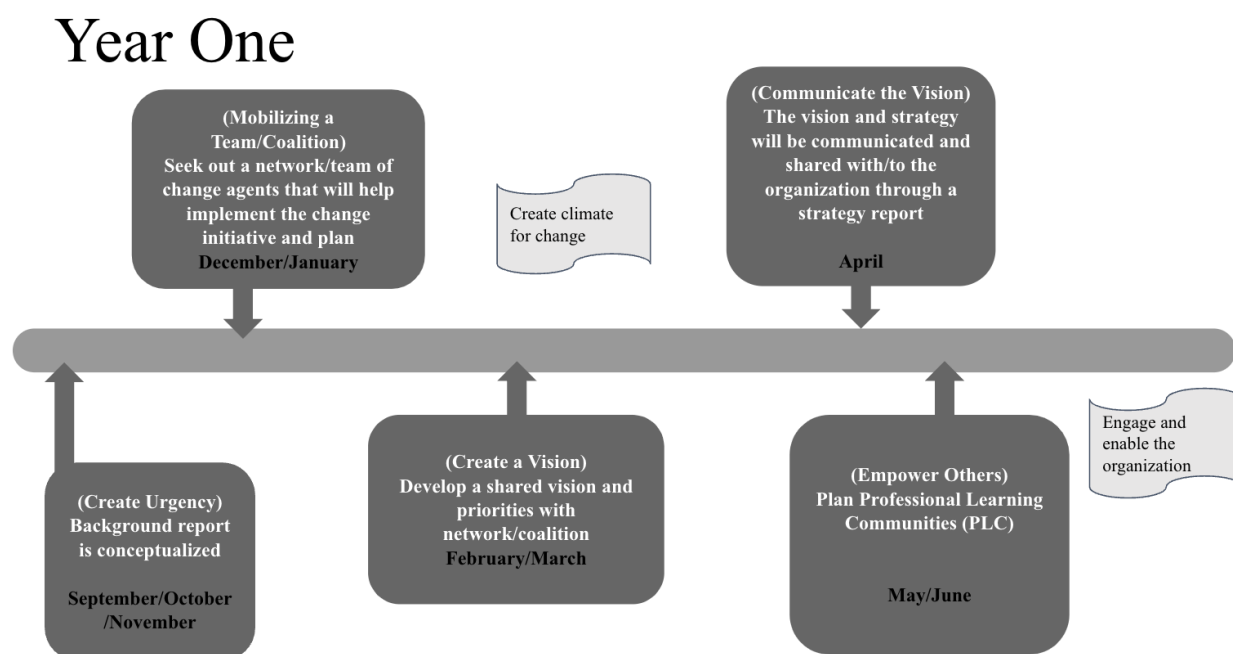 Year One
(Mobilizing a
Team/Coalition)
Seek out a network/team of
change agents that will help
implement the change
initiative and plan
December/January
Create climate
for change
(Communicate the Vision)
The vision and strategy
will be communicated and
shared with/to the
organization through a
strategy report
April
(Create Urgency)
Background report
is conceptualized
September/October
/November
(Create a Vision)
Develop a shared vision and
priorities with
network/coalition
February/March
(Empower Others)
Plan Professional Learning
Communities (PLC)
May/June
Engage and
enable the
organization